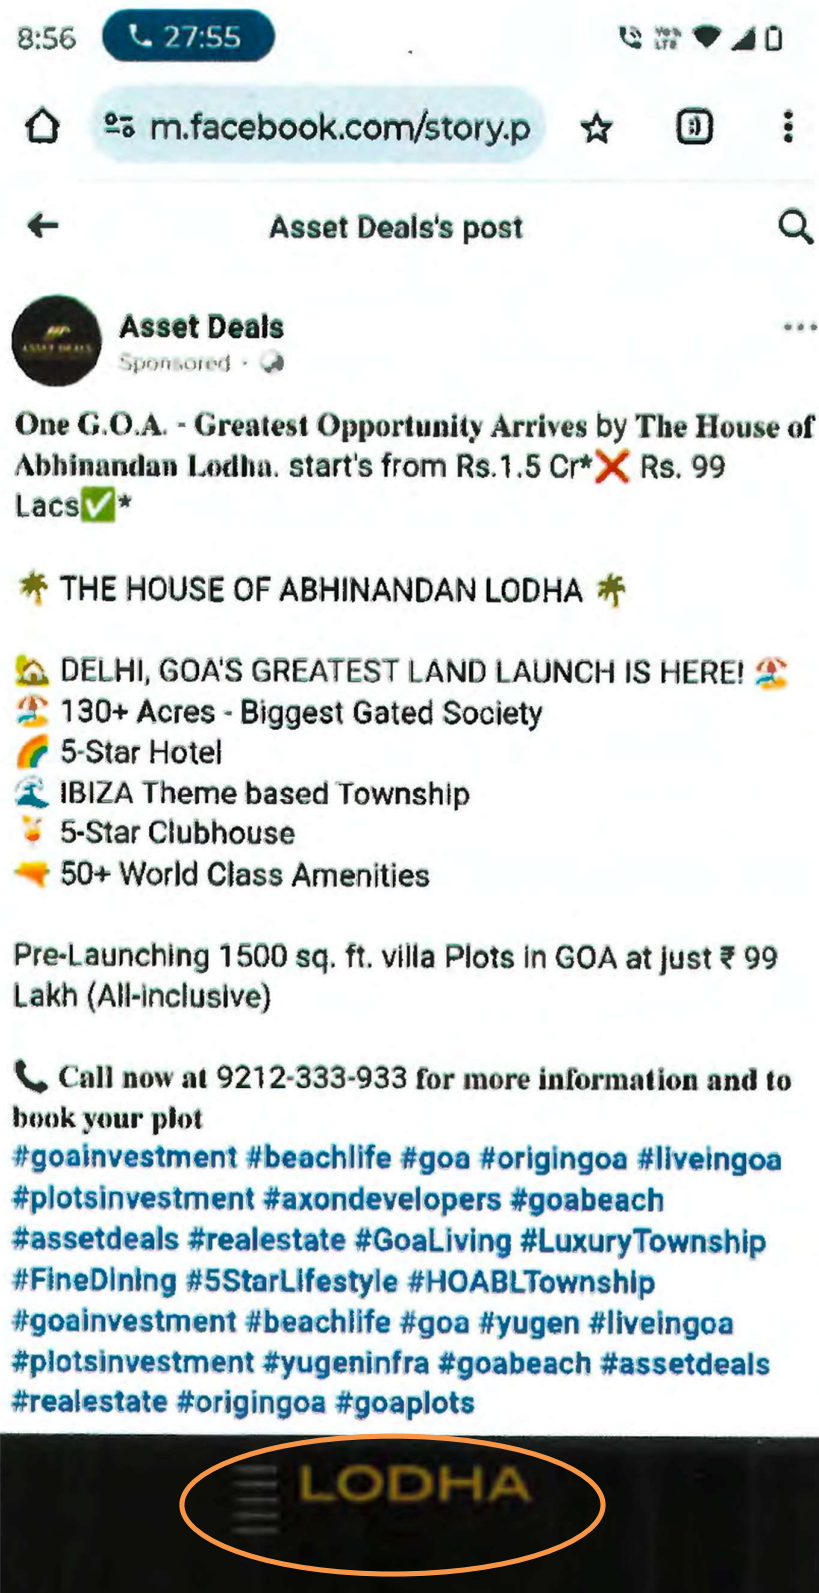 8:56 27:55 Vo)) LTE
m.facebook.com/story.p :)
Asset Deals's post
ASSET DEALS
Asset Deals
Sponsored ·
One G.O.A. - Greatest Opportunity Arrives by The House of
Abhinandan Lodha. start's from Rs.1.5 Cr*❌ Rs. 99
Lacs✅*
🌴 THE HOUSE OF ABHINANDAN LODHA 🌴
🏡 DELHI, GOA'S GREATEST LAND LAUNCH IS HERE! 🏖️
🏖️ 130+ Acres - Biggest Gated Society
🌈 5-Star Hotel
🌊 IBIZA Theme based Township
🍹 5-Star Clubhouse
🔫 50+ World Class Amenities
Pre-Launching 1500 sq. ft. villa Plots in GOA at just ₹ 99
Lakh (All-inclusive)
📞 Call now at 9212-333-933 for more information and to
book your plot
#goainvestment #beachlife #goa #origingoa #liveingoa
#plotsinvestment #axondevelopers #goabeach
#assetdeals #realestate #GoaLiving #LuxuryTownship
#FineDining #5StarLifestyle #HOABLTownship
#goainvestment #beachlife #goa #yugen #liveingoa
#plotsinvestment #yugeninfra #goabeach #assetdeals
#realestate #origingoa #goaplots
LODHA